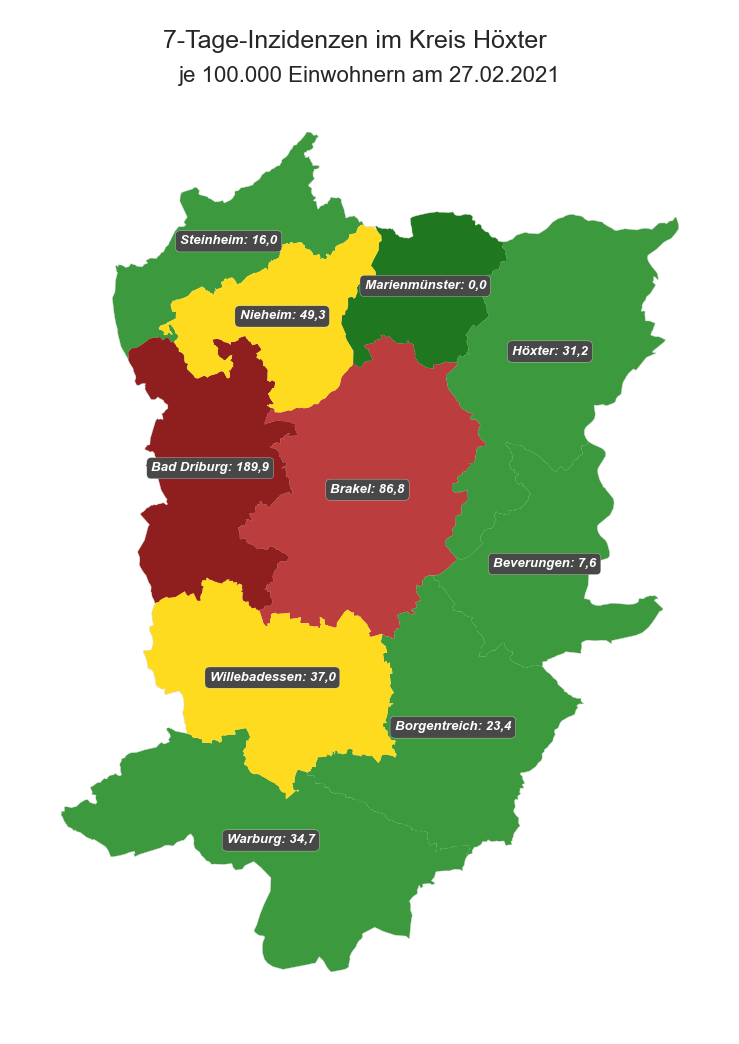 7-Tage-Inzidenzen im Kreis Höxter
je 100.000 Einwohnern am 27.02.2021
Steinheim: 16,0
Marienmünster: 0,0
Nieheim: 49,3
Höxter: 31,2
Bad Driburg: 189,9
Brakel: 86,8
Beverungen: 7,6
Willebadessen: 37,0
Borgentreich: 23,4
Warburg: 34,7